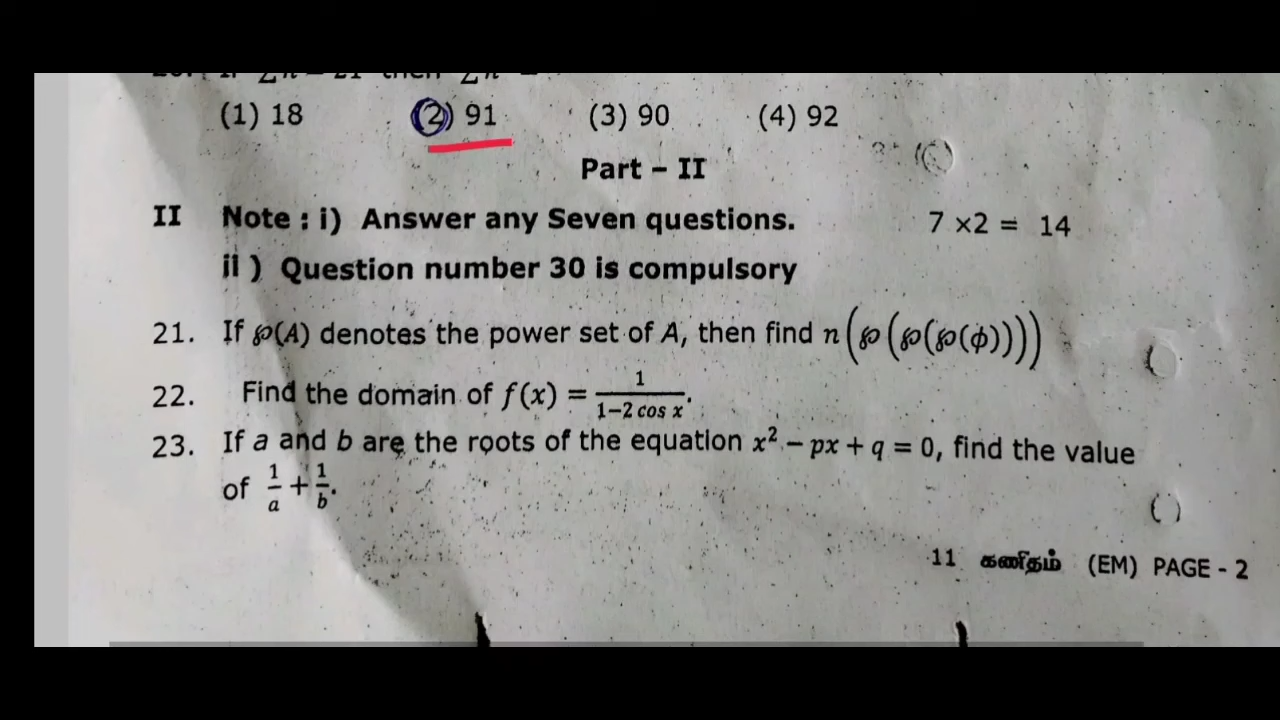 (1) 18 (2) 91 (3) 90 (4) 92
Part – II
II Note : i) Answer any Seven questions. 7 ×2 = 14
ii ) Question number 30 is compulsory
21. If ℘(A) denotes the power set of A, then find n(℘(℘(℘(ϕ))))
22. Find the domain of f(x) = 1/(1−2 cos x).
23. If a and b are the roots of the equation x² – px + q = 0, find the value
of 1/a + 1/b.
11 கணிதம் (EM) PAGE - 2